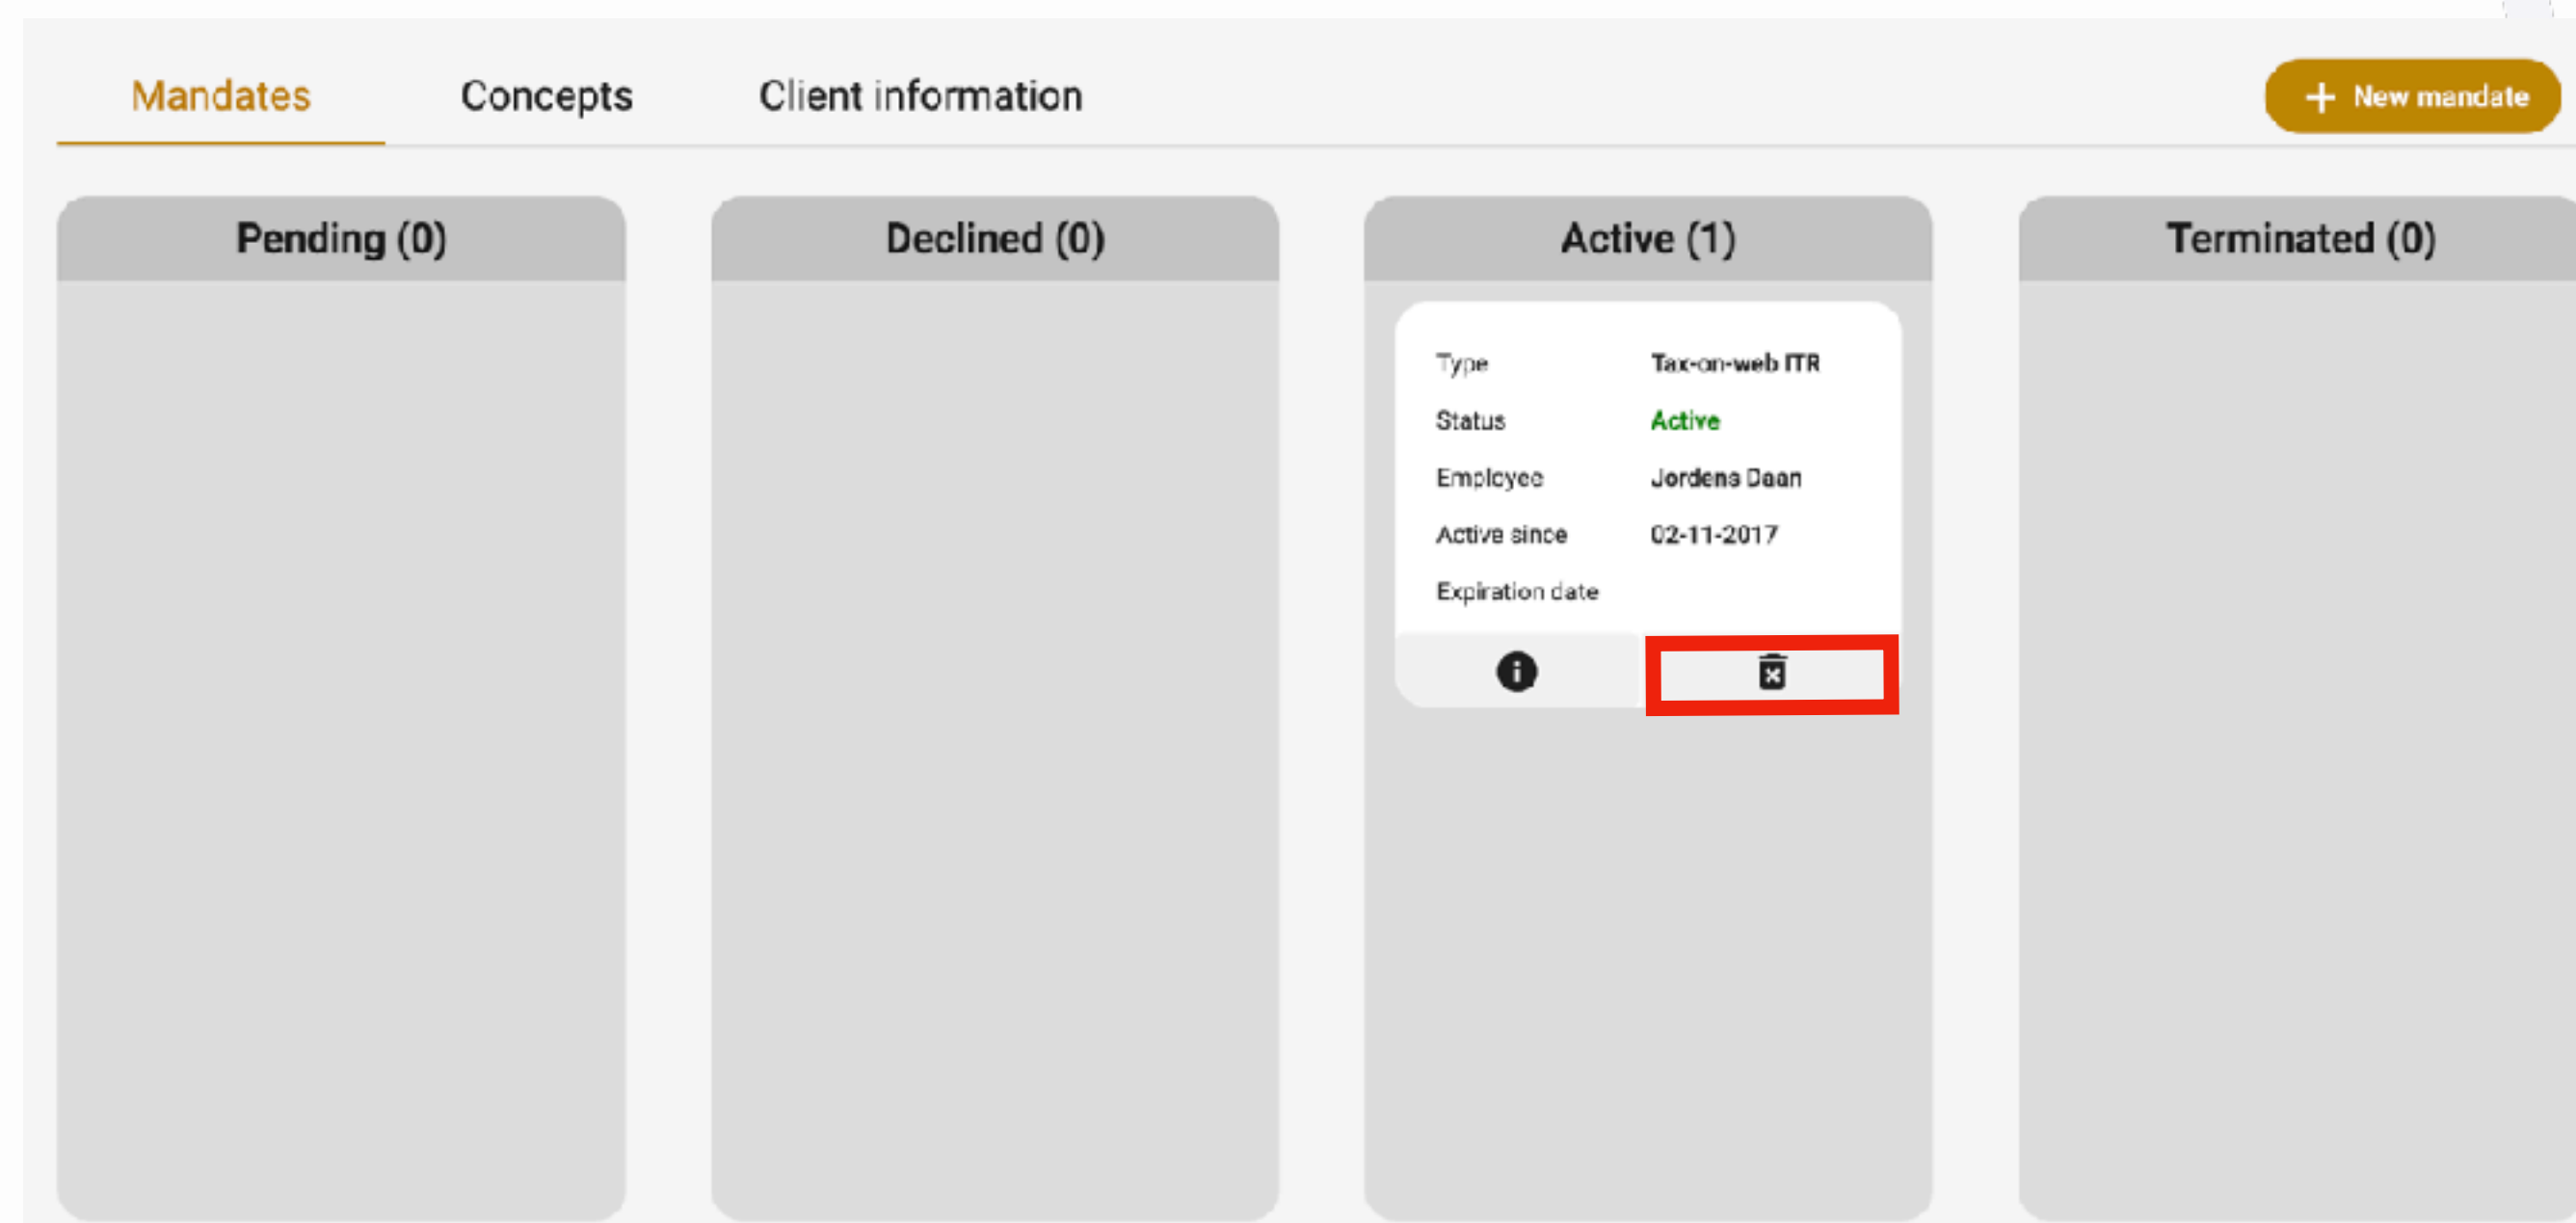 Mandates Concepts Client information + New mandate
Pending (0) Declined (0) Active (1) Terminated (0)
Type Tax-on-web ITR
Status Active
Employee Jordens Daan
Active since 02-11-2017
Expiration date